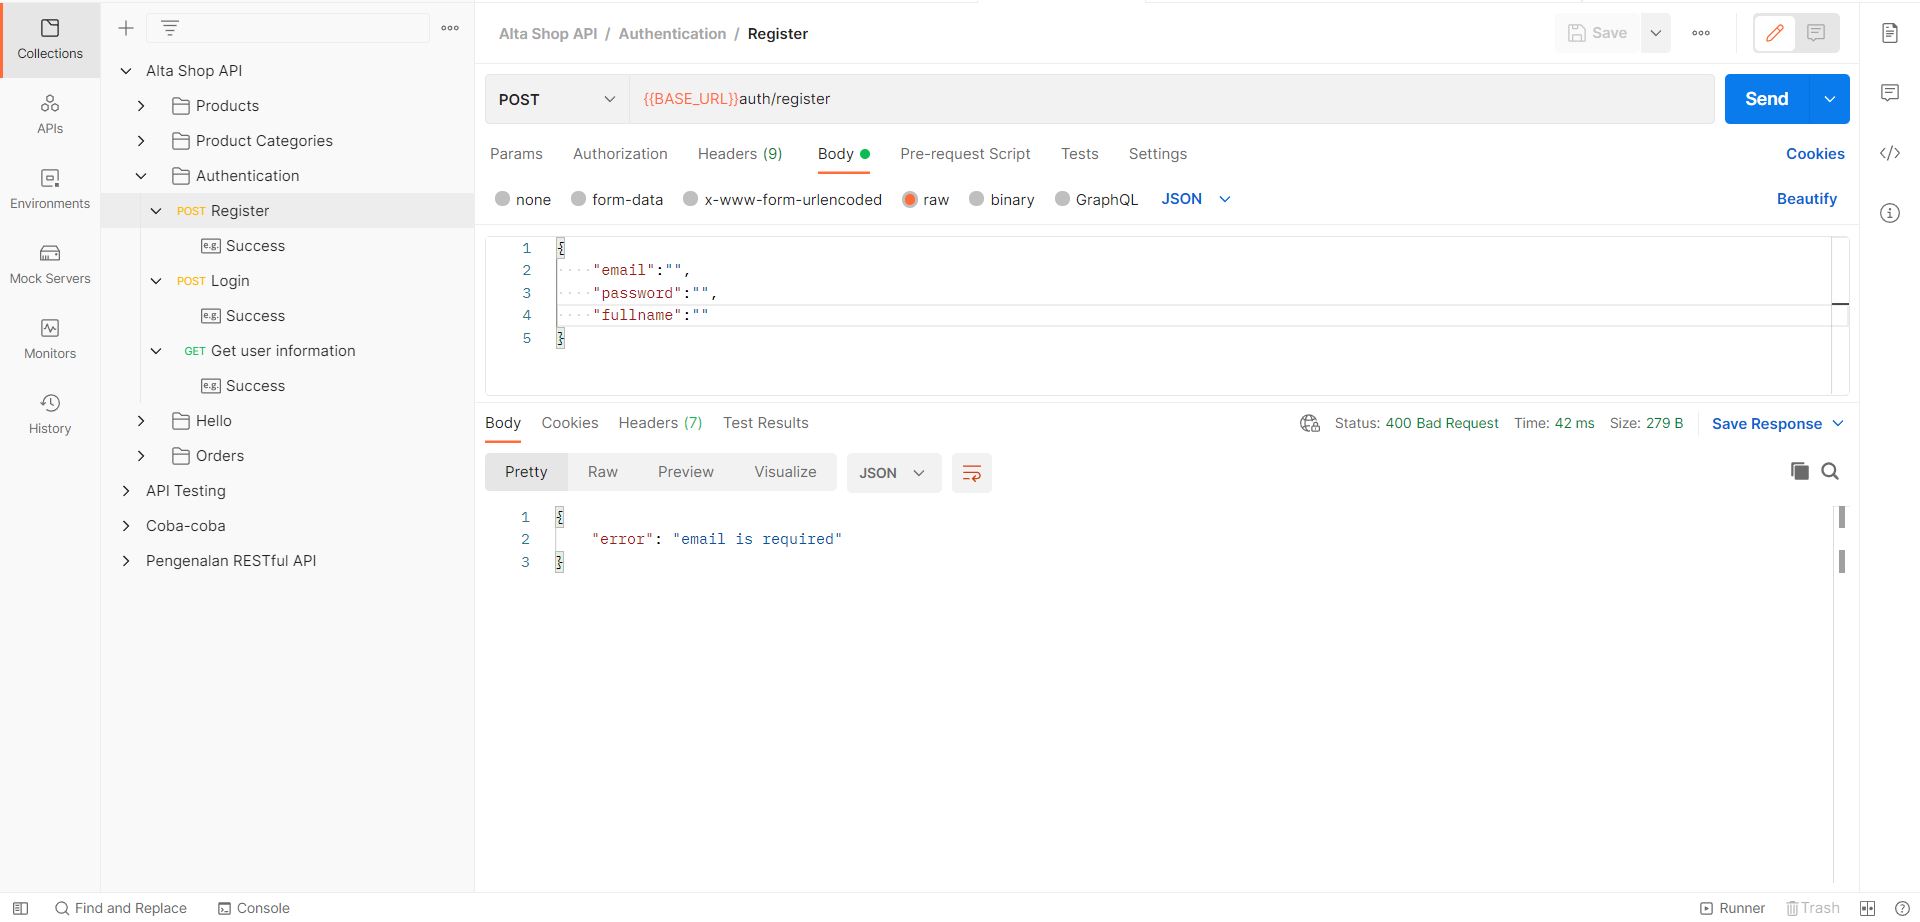 Collections
APIs
Environments
Mock Servers
Monitors
History
Alta Shop API
Products
Product Categories
Authentication
POST Register
e.g. Success
POST Login
e.g. Success
GET Get user information
e.g. Success
Hello
Orders
API Testing
Coba-coba
Pengenalan RESTful API
Alta Shop API / Authentication / Register
Save
POST {{BASE_URL}}auth/register
Send
Params Authorization Headers (9) Body Pre-request Script Tests Settings Cookies
none form-data x-www-form-urlencoded raw binary GraphQL JSON Beautify
1 {
2 "email":"",
3 "password":"",
4 "fullname":""
5 }
Body Cookies Headers (7) Test Results Status: 400 Bad Request Time: 42 ms Size: 279 B Save Response
Pretty Raw Preview Visualize JSON
1 {
2 "error": "email is required"
3 }
Find and Replace Console Runner Trash